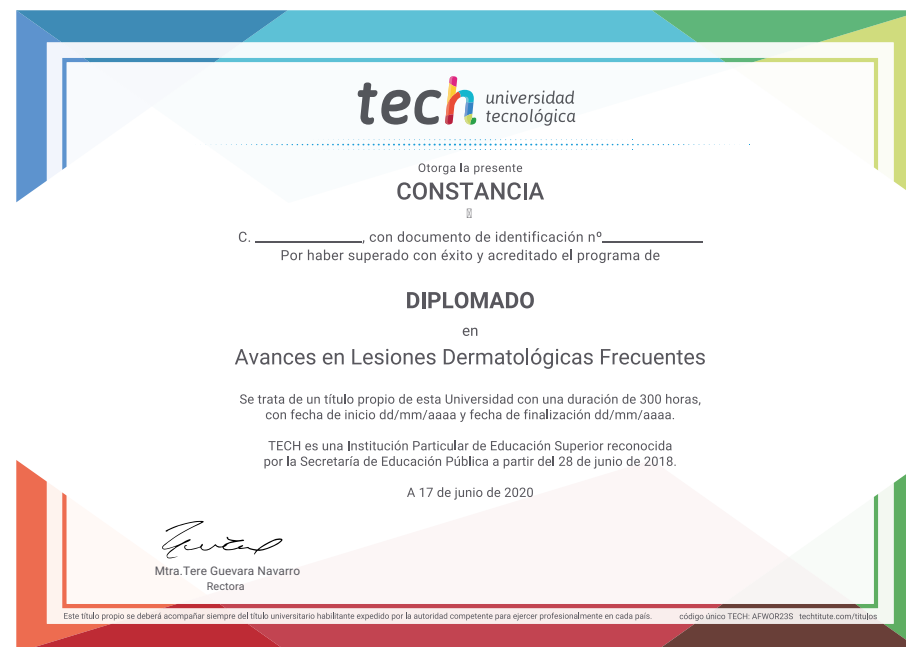 tech universidad
tecnológica
Otorga la presente
CONSTANCIA
C. ____________, con documento de identificación nº____________
Por haber superado con éxito y acreditado el programa de
DIPLOMADO
en
Avances en Lesiones Dermatológicas Frecuentes
Se trata de un título propio de esta Universidad con una duración de 300 horas,
con fecha de inicio dd/mm/aaaa y fecha de finalización dd/mm/aaaa.
TECH es una Institución Particular de Educación Superior reconocida
por la Secretaría de Educación Pública a partir del 28 de junio de 2018.
A 17 de junio de 2020
Mtra.Tere Guevara Navarro
Rectora
Este título propio se deberá acompañar siempre del título universitario habilitante expedido por la autoridad competente para ejercer profesionalmente en cada país. código único TECH: AFWOR23S techtitute.com/titulos